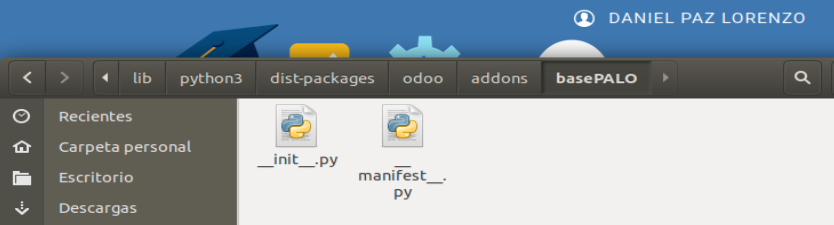 DANIEL PAZ LORENZO
lib python3 dist-packages odoo addons basePALO
Recientes
Carpeta personal
Escritorio
Descargas
__init__.py
__
manifest__.
py